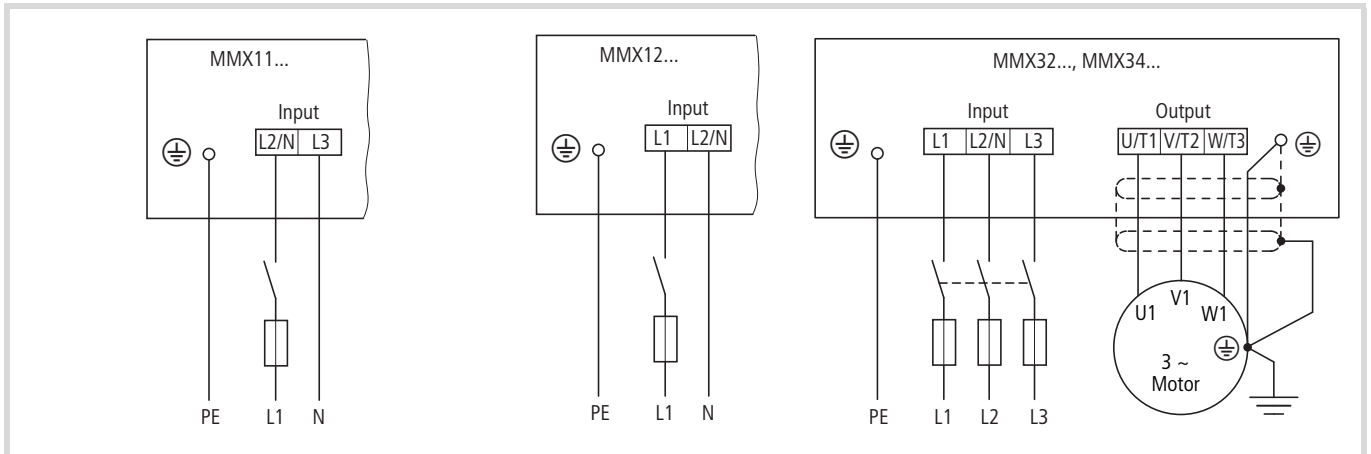 MMX11...
Input
L2/N L3
PE L1 N
MMX12...
Input
L1 L2/N
PE L1 N
MMX32..., MMX34...
Input Output
L1 L2/N L3 U/T1 V/T2 W/T3
U1 V1 W1
3 ~
Motor
PE L1 L2 L3